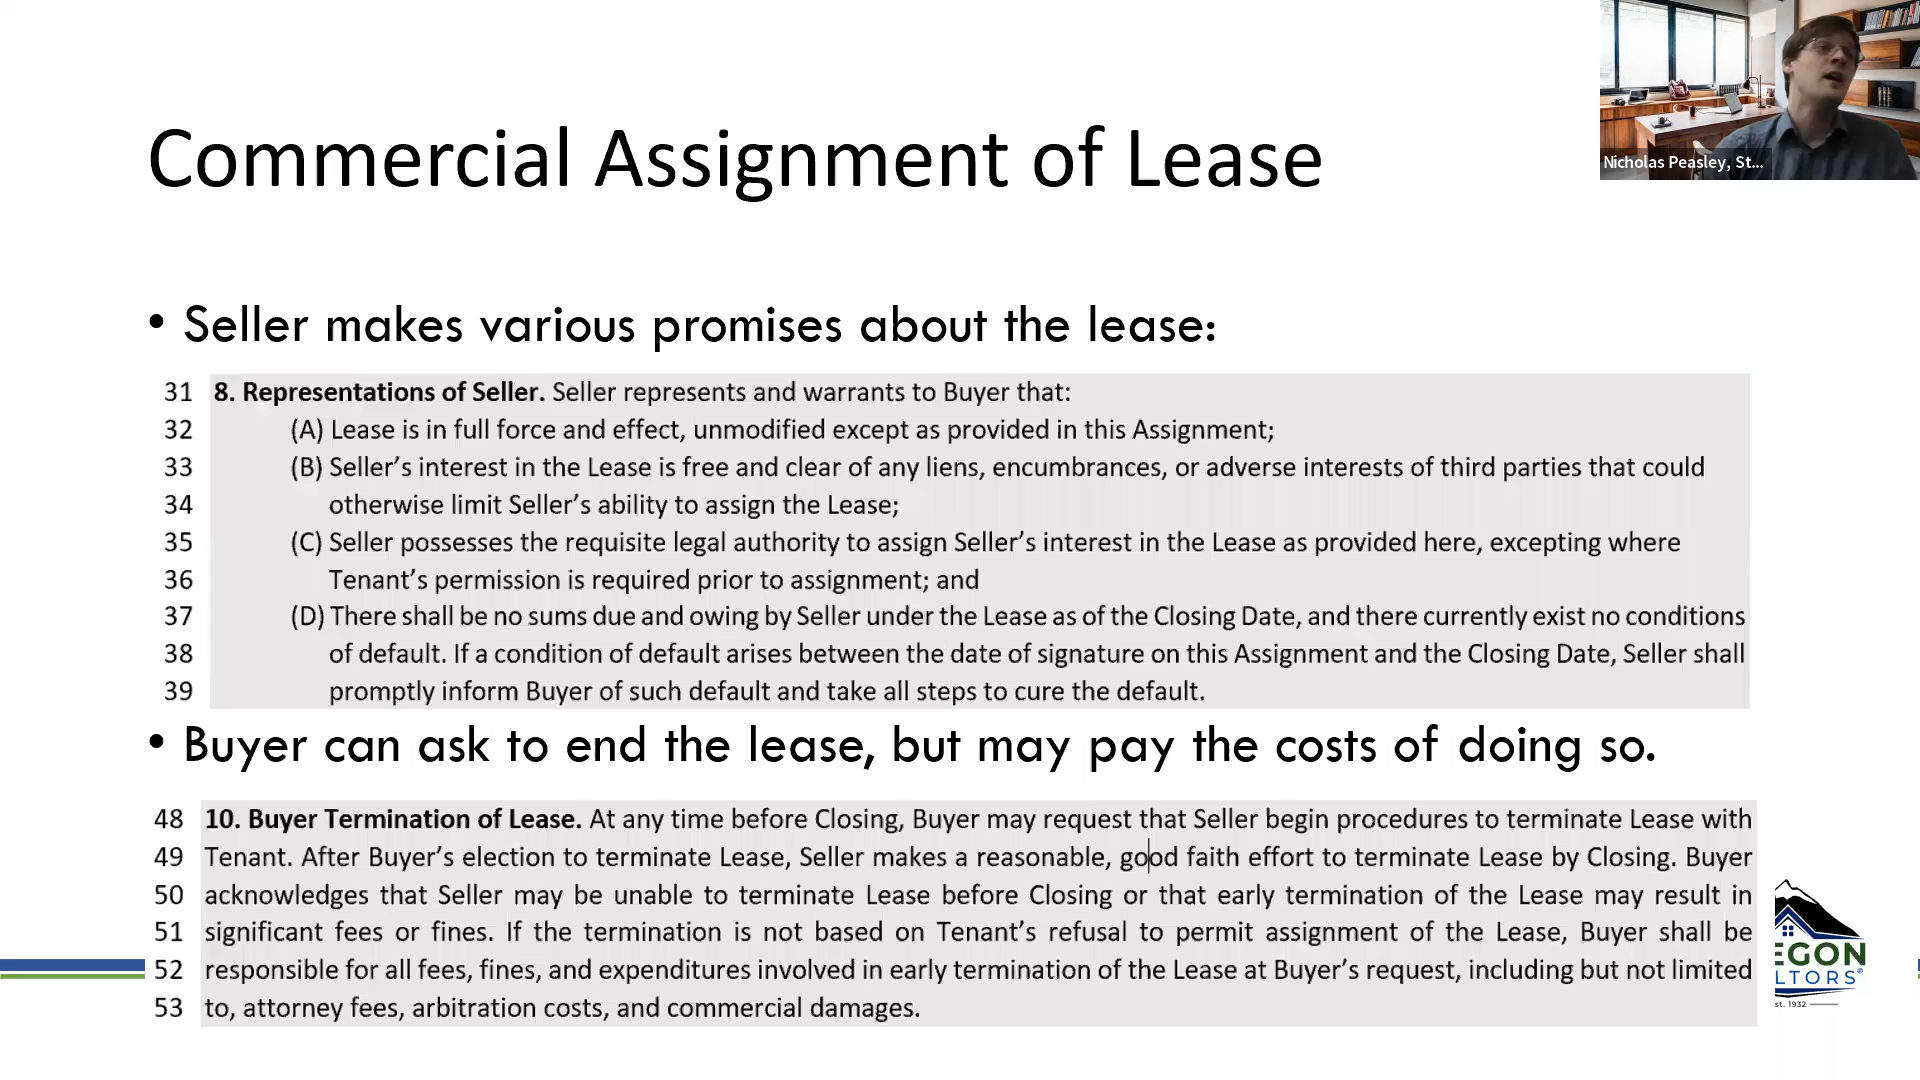 Commercial Assignment of Lease
Nicholas Peasley, St...
• Seller makes various promises about the lease:
31 8. Representations of Seller. Seller represents and warrants to Buyer that:
32 (A) Lease is in full force and effect, unmodified except as provided in this Assignment;
33 (B) Seller’s interest in the Lease is free and clear of any liens, encumbrances, or adverse interests of third parties that could
34 otherwise limit Seller’s ability to assign the Lease;
35 (C) Seller possesses the requisite legal authority to assign Seller’s interest in the Lease as provided here, excepting where
36 Tenant’s permission is required prior to assignment; and
37 (D) There shall be no sums due and owing by Seller under the Lease as of the Closing Date, and there currently exist no conditions
38 of default. If a condition of default arises between the date of signature on this Assignment and the Closing Date, Seller shall
39 promptly inform Buyer of such default and take all steps to cure the default.
• Buyer can ask to end the lease, but may pay the costs of doing so.
48 10. Buyer Termination of Lease. At any time before Closing, Buyer may request that Seller begin procedures to terminate Lease with
49 Tenant. After Buyer’s election to terminate Lease, Seller makes a reasonable, good faith effort to terminate Lease by Closing. Buyer
50 acknowledges that Seller may be unable to terminate Lease before Closing or that early termination of the Lease may result in
51 significant fees or fines. If the termination is not based on Tenant’s refusal to permit assignment of the Lease, Buyer shall be
52 responsible for all fees, fines, and expenditures involved in early termination of the Lease at Buyer’s request, including but not limited
53 to, attorney fees, arbitration costs, and commercial damages.
EGON
LTORS®
st. 1932